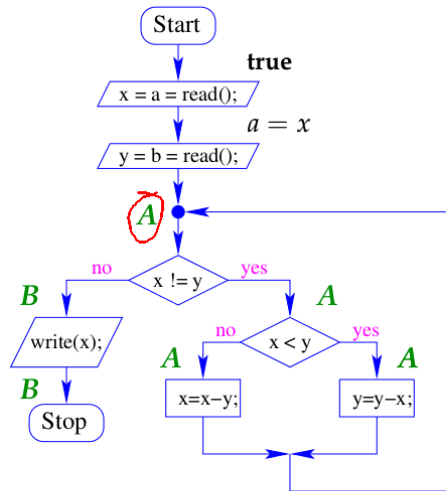 Start
true
x = a = read();
a = x
y = b = read();
A
no
x != y
yes
B
A
write(x);
no
x < y
yes
A
A
B
x=x−y;
y=y−x;
Stop